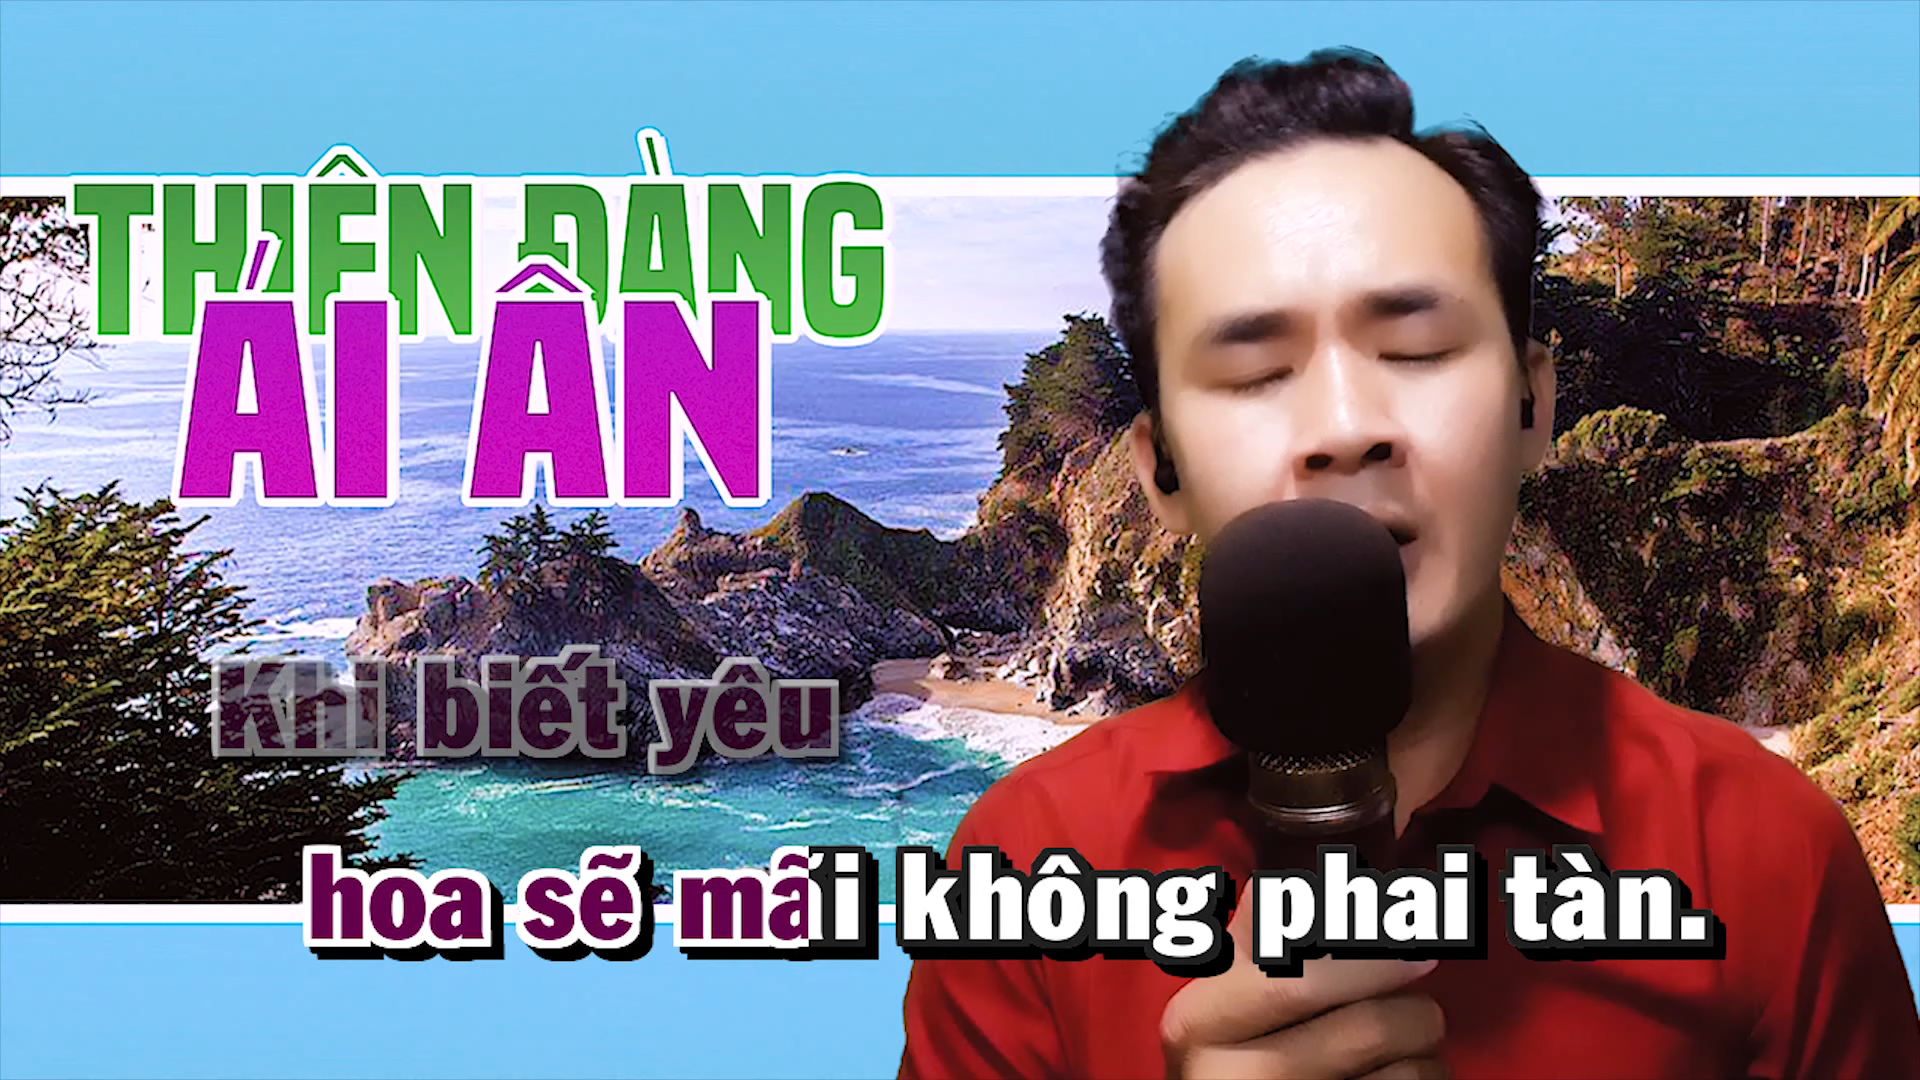 THIÊN ĐÀNG
ÁI ÂN
Khi biết yêu
hoa sẽ mãi không phai tàn.